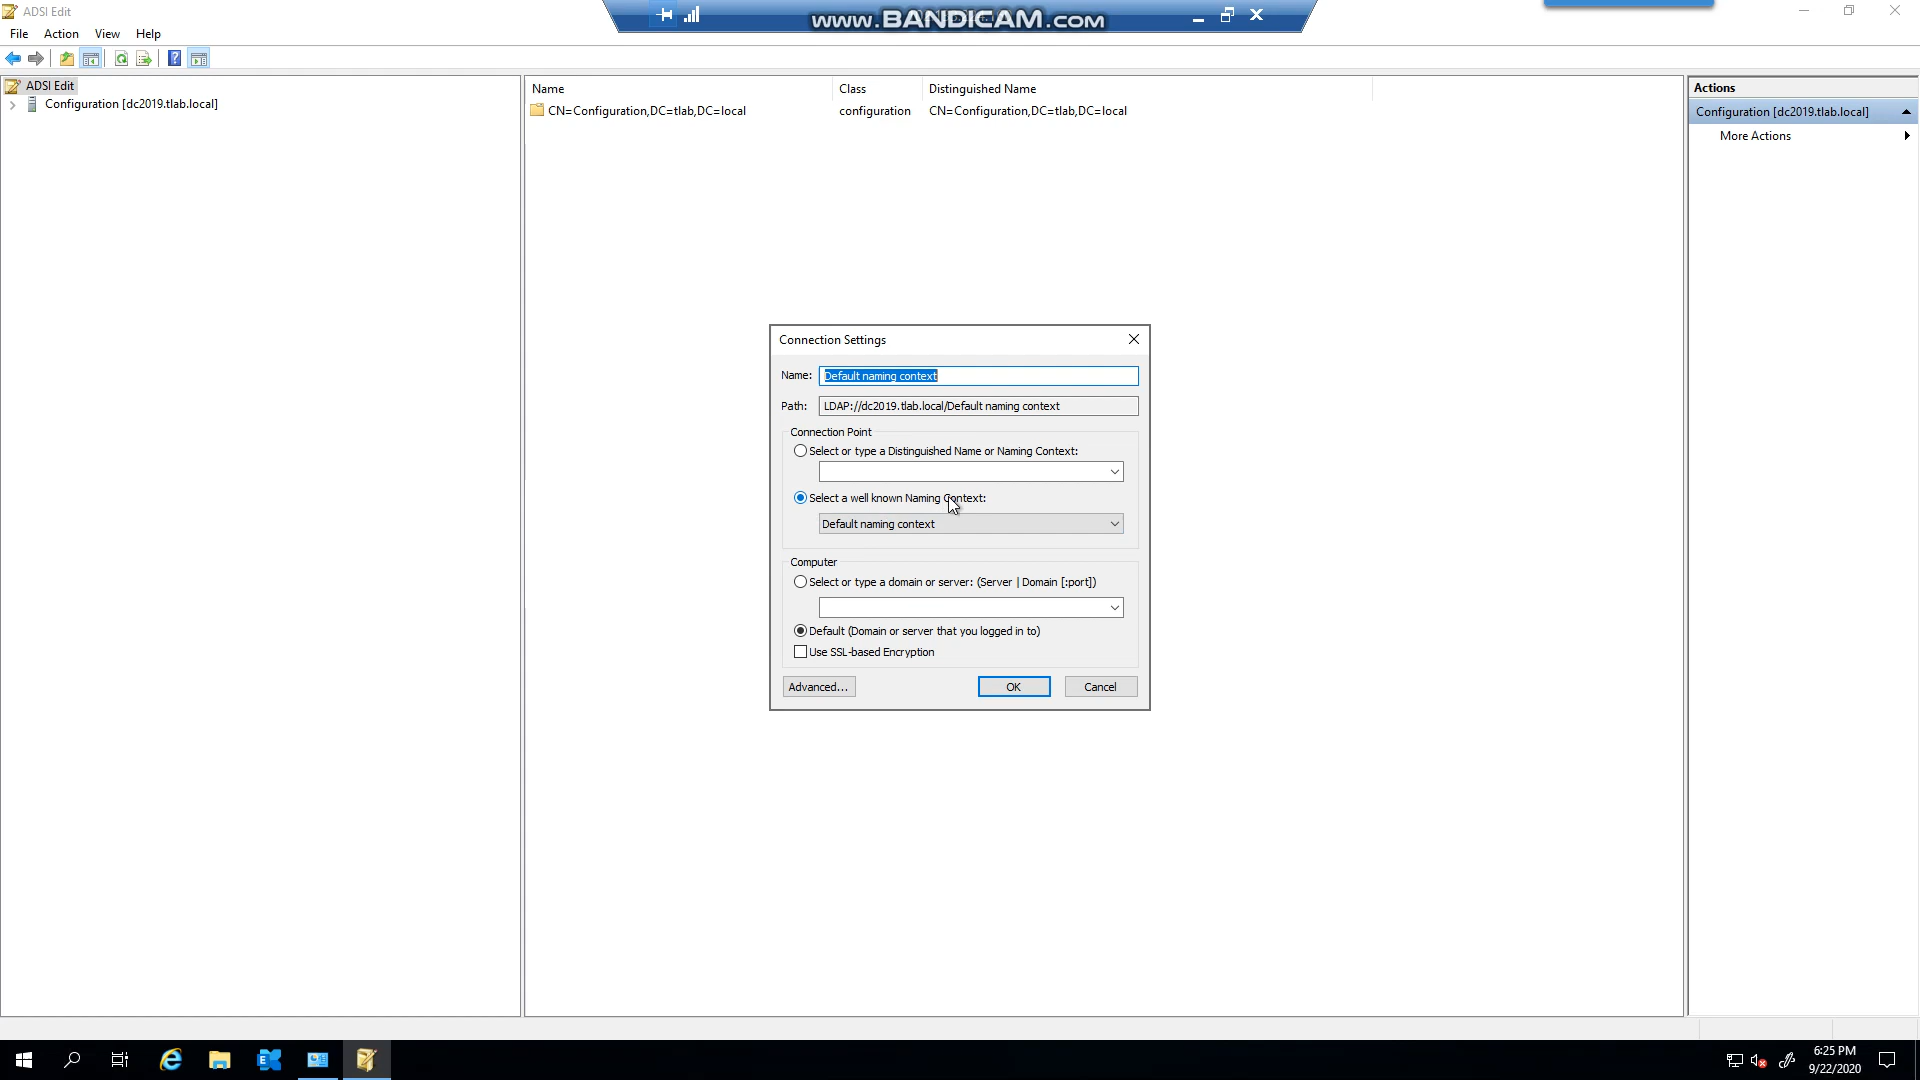 ADSI Edit
www.BANDICAM.com
File Action View Help
ADSI Edit
Configuration [dc2019.tlab.local]
Name Class Distinguished Name
CN=Configuration,DC=tlab,DC=local configuration CN=Configuration,DC=tlab,DC=local
Actions
Configuration [dc2019.tlab.local]
More Actions
Connection Settings
Name: Default naming context
Path: LDAP://dc2019.tlab.local/Default naming context
Connection Point
Select or type a Distinguished Name or Naming Context:
Select a well known Naming Context:
Default naming context
Computer
Select or type a domain or server: (Server | Domain [:port])
Default (Domain or server that you logged in to)
Use SSL-based Encryption
Advanced... OK Cancel
6:25 PM
9/22/2020